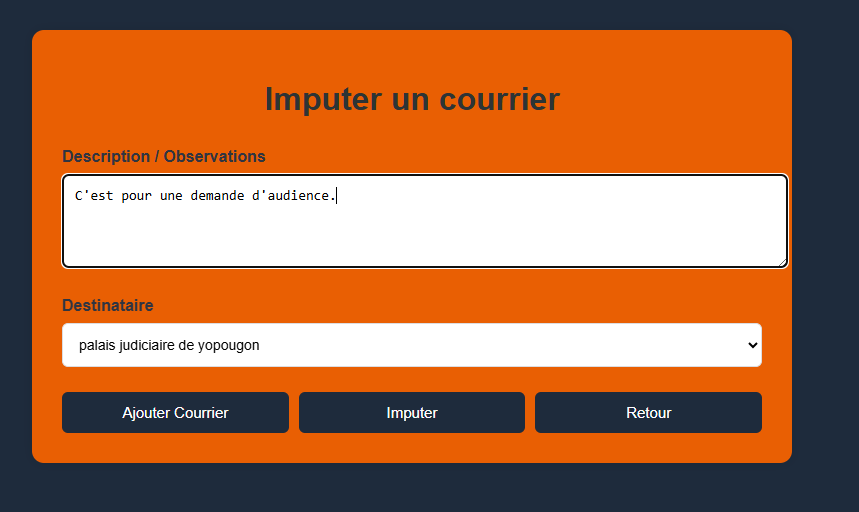 Imputer un courrier
Description / Observations
C'est pour une demande d'audience.
Destinataire
palais judiciaire de yopougon
Ajouter Courrier
Imputer
Retour